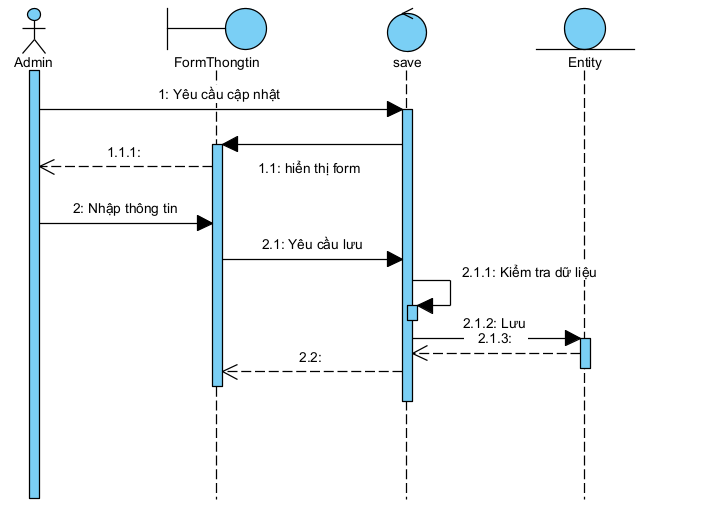 Admin
FormThongtin
save
Entity
1: Yêu cầu cập nhật
1.1.1:
1.1: hiển thị form
2: Nhập thông tin
2.1: Yêu cầu lưu
2.1.1: Kiểm tra dữ liệu
2.1.2: Lưu
2.1.3:
2.2: